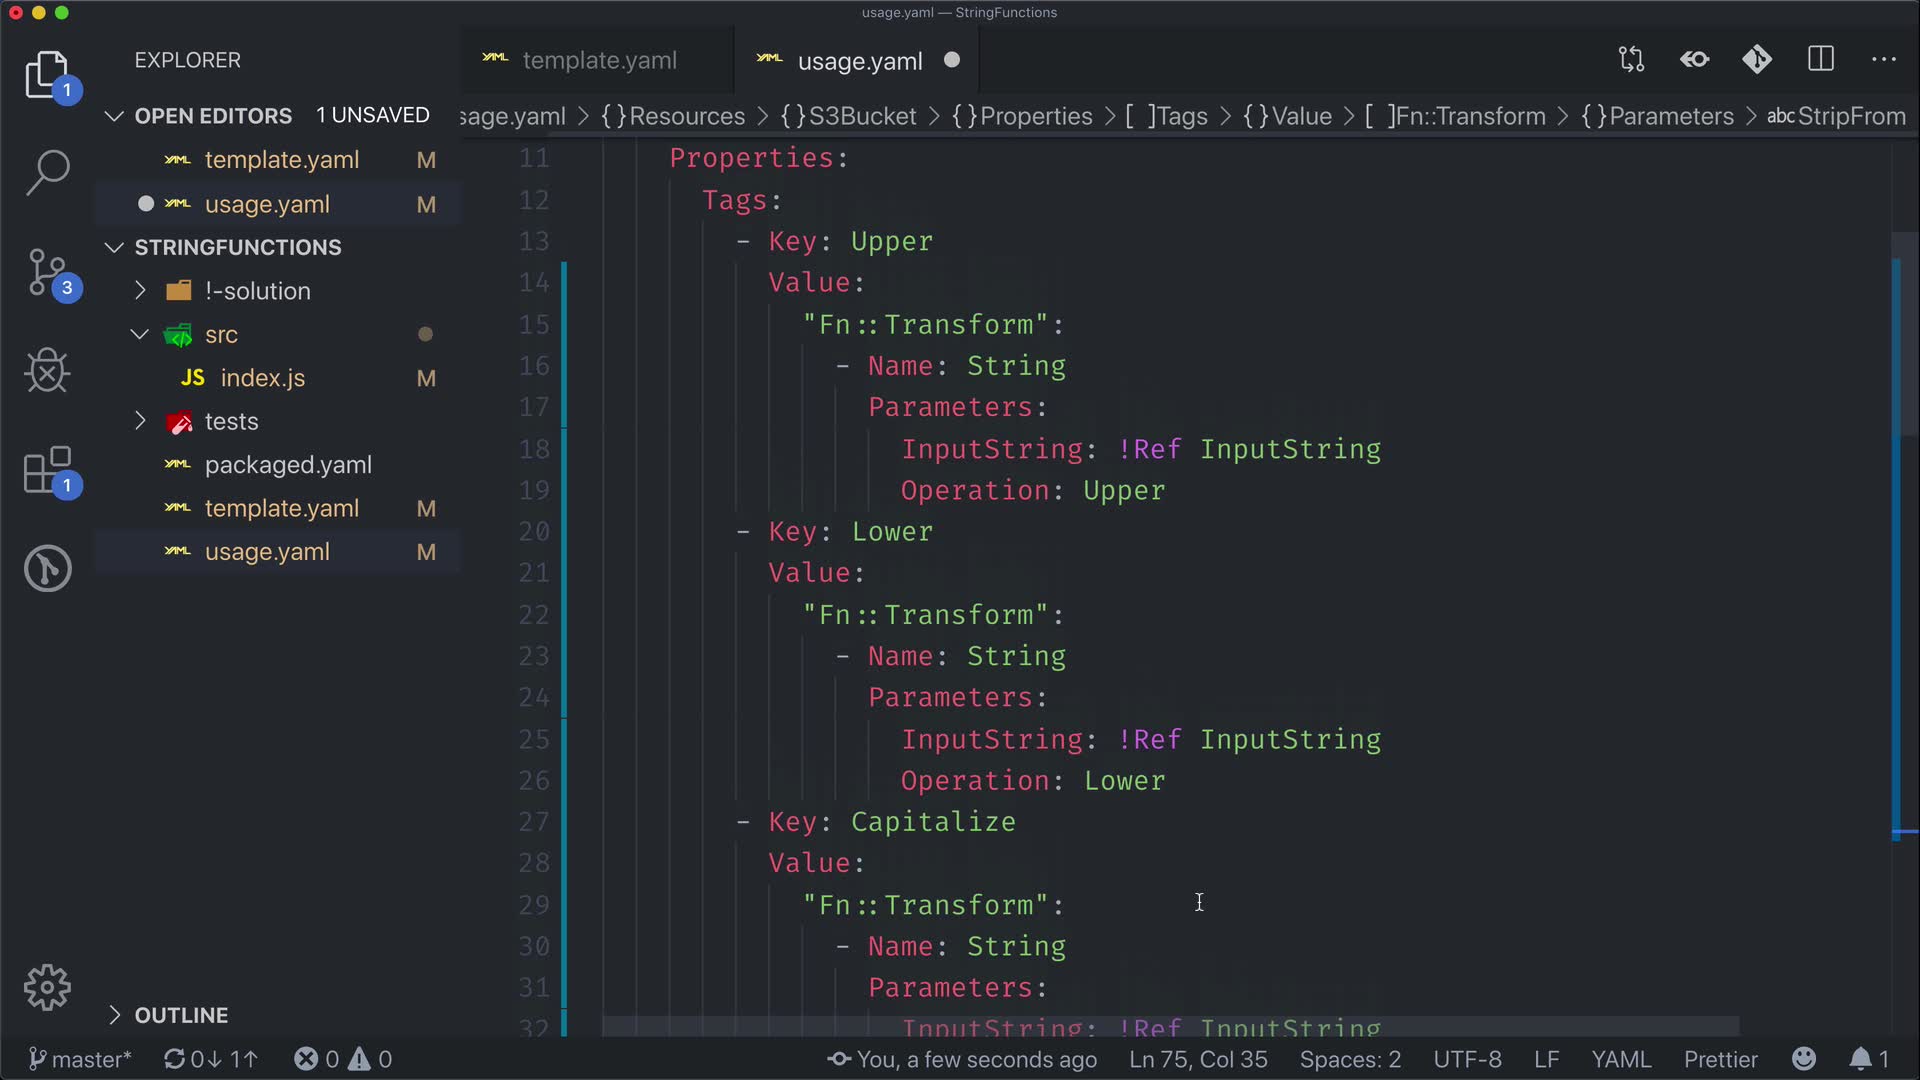 usage.yaml — StringFunctions
EXPLORER
template.yaml
usage.yaml
1
OPEN EDITORS 1 UNSAVED
sage.yaml > {}Resources > {}S3Bucket > {}Properties > [ ]Tags > {}Value > [ ]Fn::Transform > {}Parameters > abc StripFrom
template.yaml M
usage.yaml M
STRINGFUNCTIONS
!-solution
3
src
JS index.js M
tests
packaged.yaml
1
template.yaml M
usage.yaml M
OUTLINE
11 Properties:
12 Tags:
13 - Key: Upper
14 Value:
15 "Fn::Transform":
16 - Name: String
17 Parameters:
18 InputString: !Ref InputString
19 Operation: Upper
20 - Key: Lower
21 Value:
22 "Fn::Transform":
23 - Name: String
24 Parameters:
25 InputString: !Ref InputString
26 Operation: Lower
27 - Key: Capitalize
28 Value:
29 "Fn::Transform":
30 - Name: String
31 Parameters:
32 InputString: !Ref InputString
master* 0↓ 1↑ 0 0 You, a few seconds ago Ln 75, Col 35 Spaces: 2 UTF-8 LF YAML Prettier 1